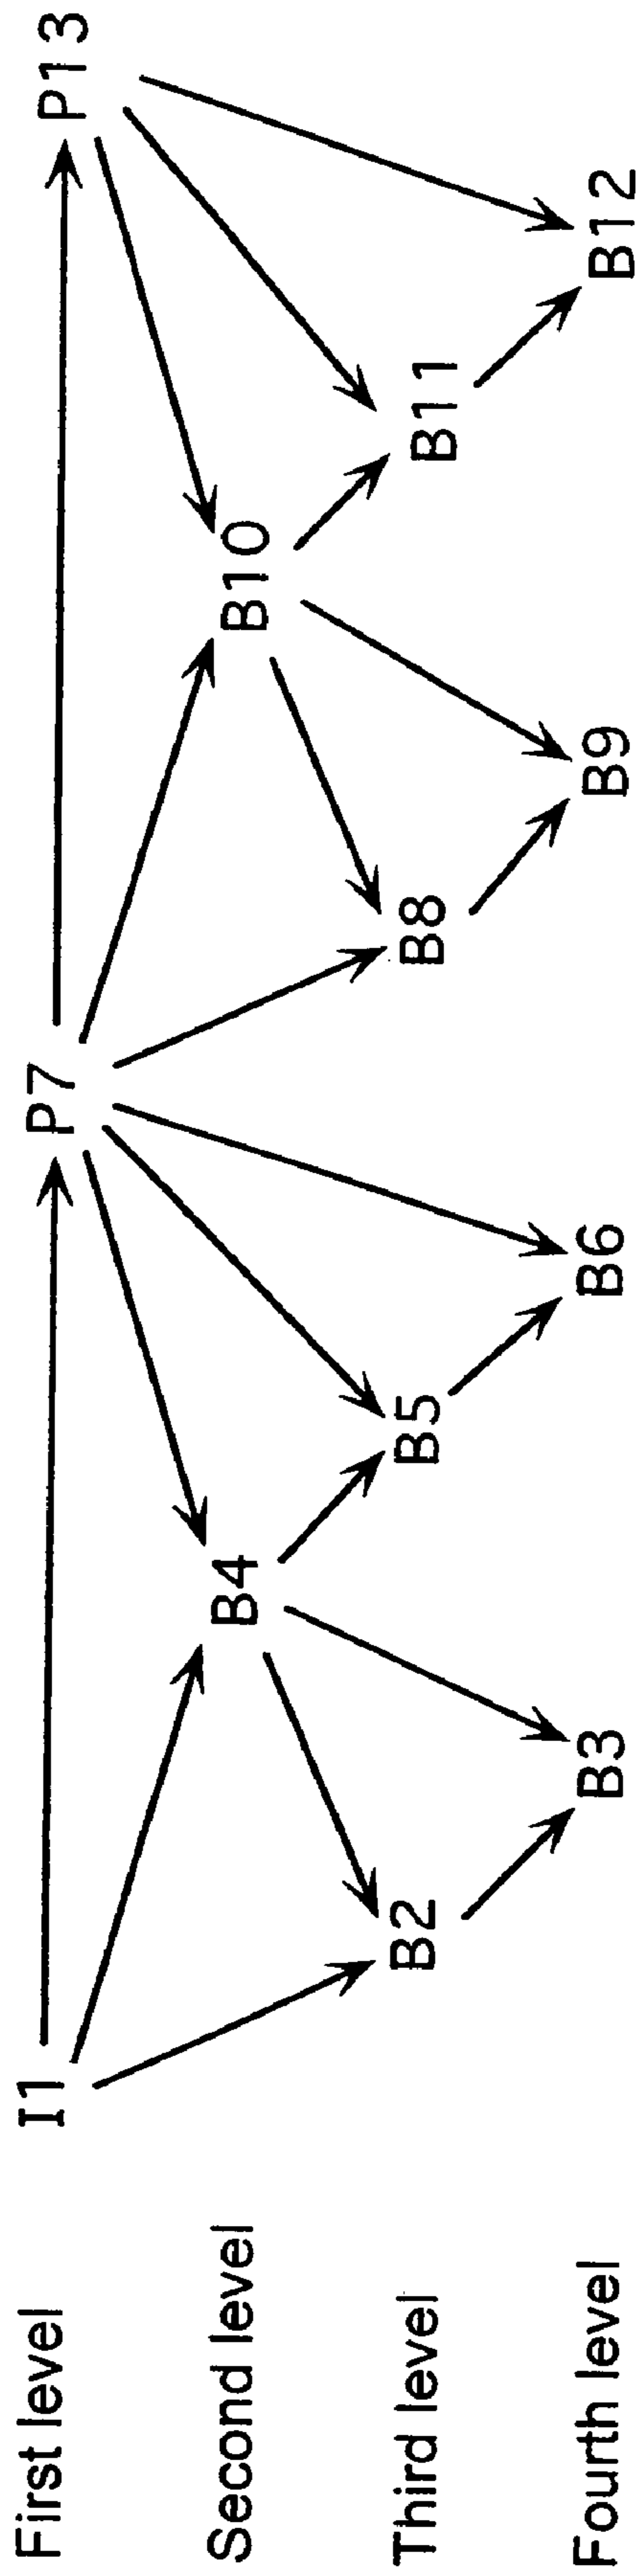 First level I1 P7 P13
Second level B4 B10
Third level B2 B5 B8 B11
Fourth level B3 B6 B9 B12